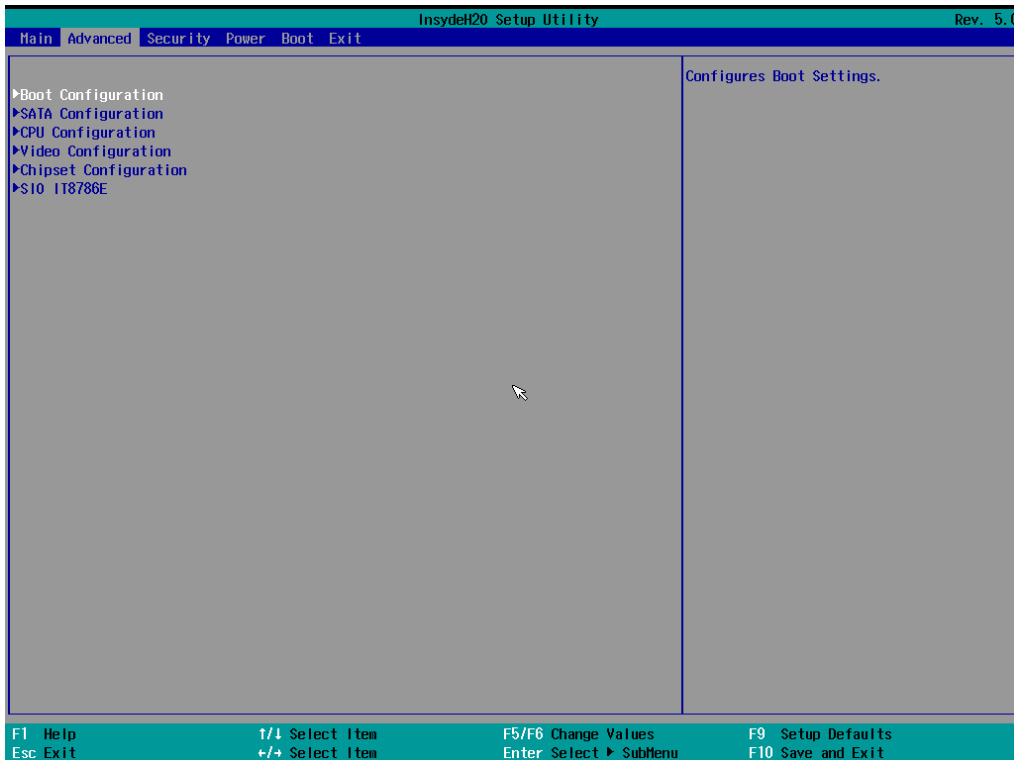 InsydeH20 Setup Utility Rev. 5.
Main Advanced Security Power Boot Exit
Configures Boot Settings.
▶Boot Configuration
▶SATA Configuration
▶CPU Configuration
▶Video Configuration
▶Chipset Configuration
▶SIO IT8786E
F1 Help ↑/↓ Select Item F5/F6 Change Values F9 Setup Defaults
Esc Exit ←/→ Select Item Enter Select ▶ SubMenu F10 Save and Exit